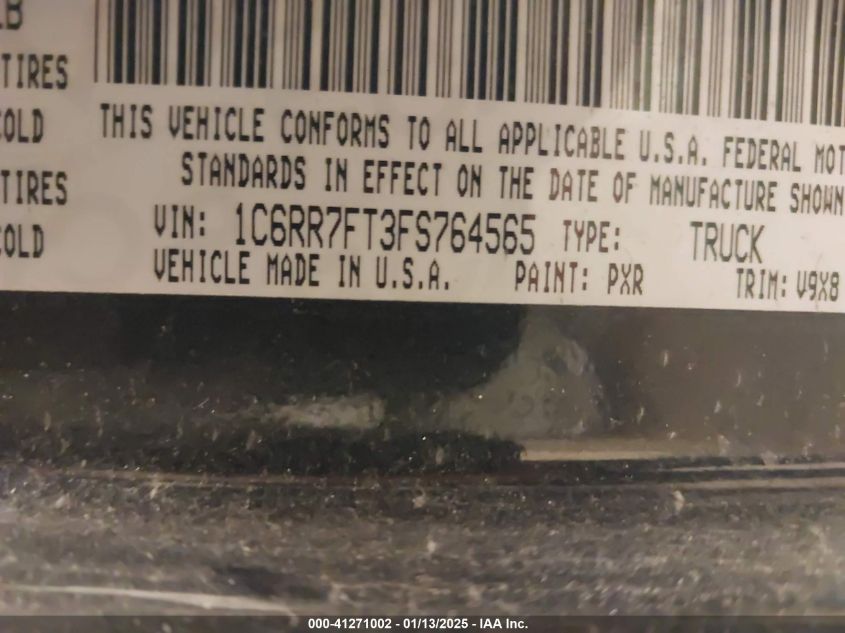 LB
TIRES
COLD
TIRES
COLD
THIS VEHICLE CONFORMS TO ALL APPLICABLE U.S.A. FEDERAL MOT
STANDARDS IN EFFECT ON THE DATE OF MANUFACTURE SHOWN
VIN: 1C6RR7FT3FS764565 TYPE: TRUCK
VEHICLE MADE IN U.S.A. PAINT: PXR TRIM: V9X8
000-41271002 - 01/13/2025 - IAA Inc.